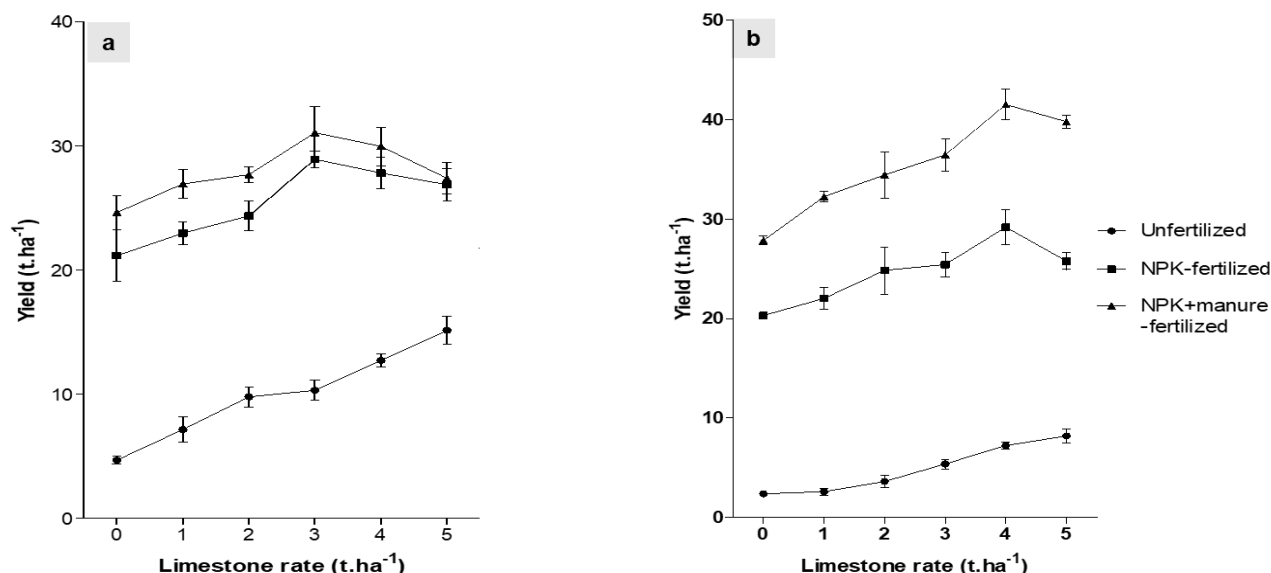 a
40
30
20
10
0
Yield (t.ha-1)
0 1 2 3 4 5
Limestone rate (t.ha-1)
b
50
40
30
20
10
0
Yield (t.ha-1)
0 1 2 3 4 5
Limestone rate (t.ha-1)
Unfertilized
NPK-fertilized
NPK+manure
-fertilized